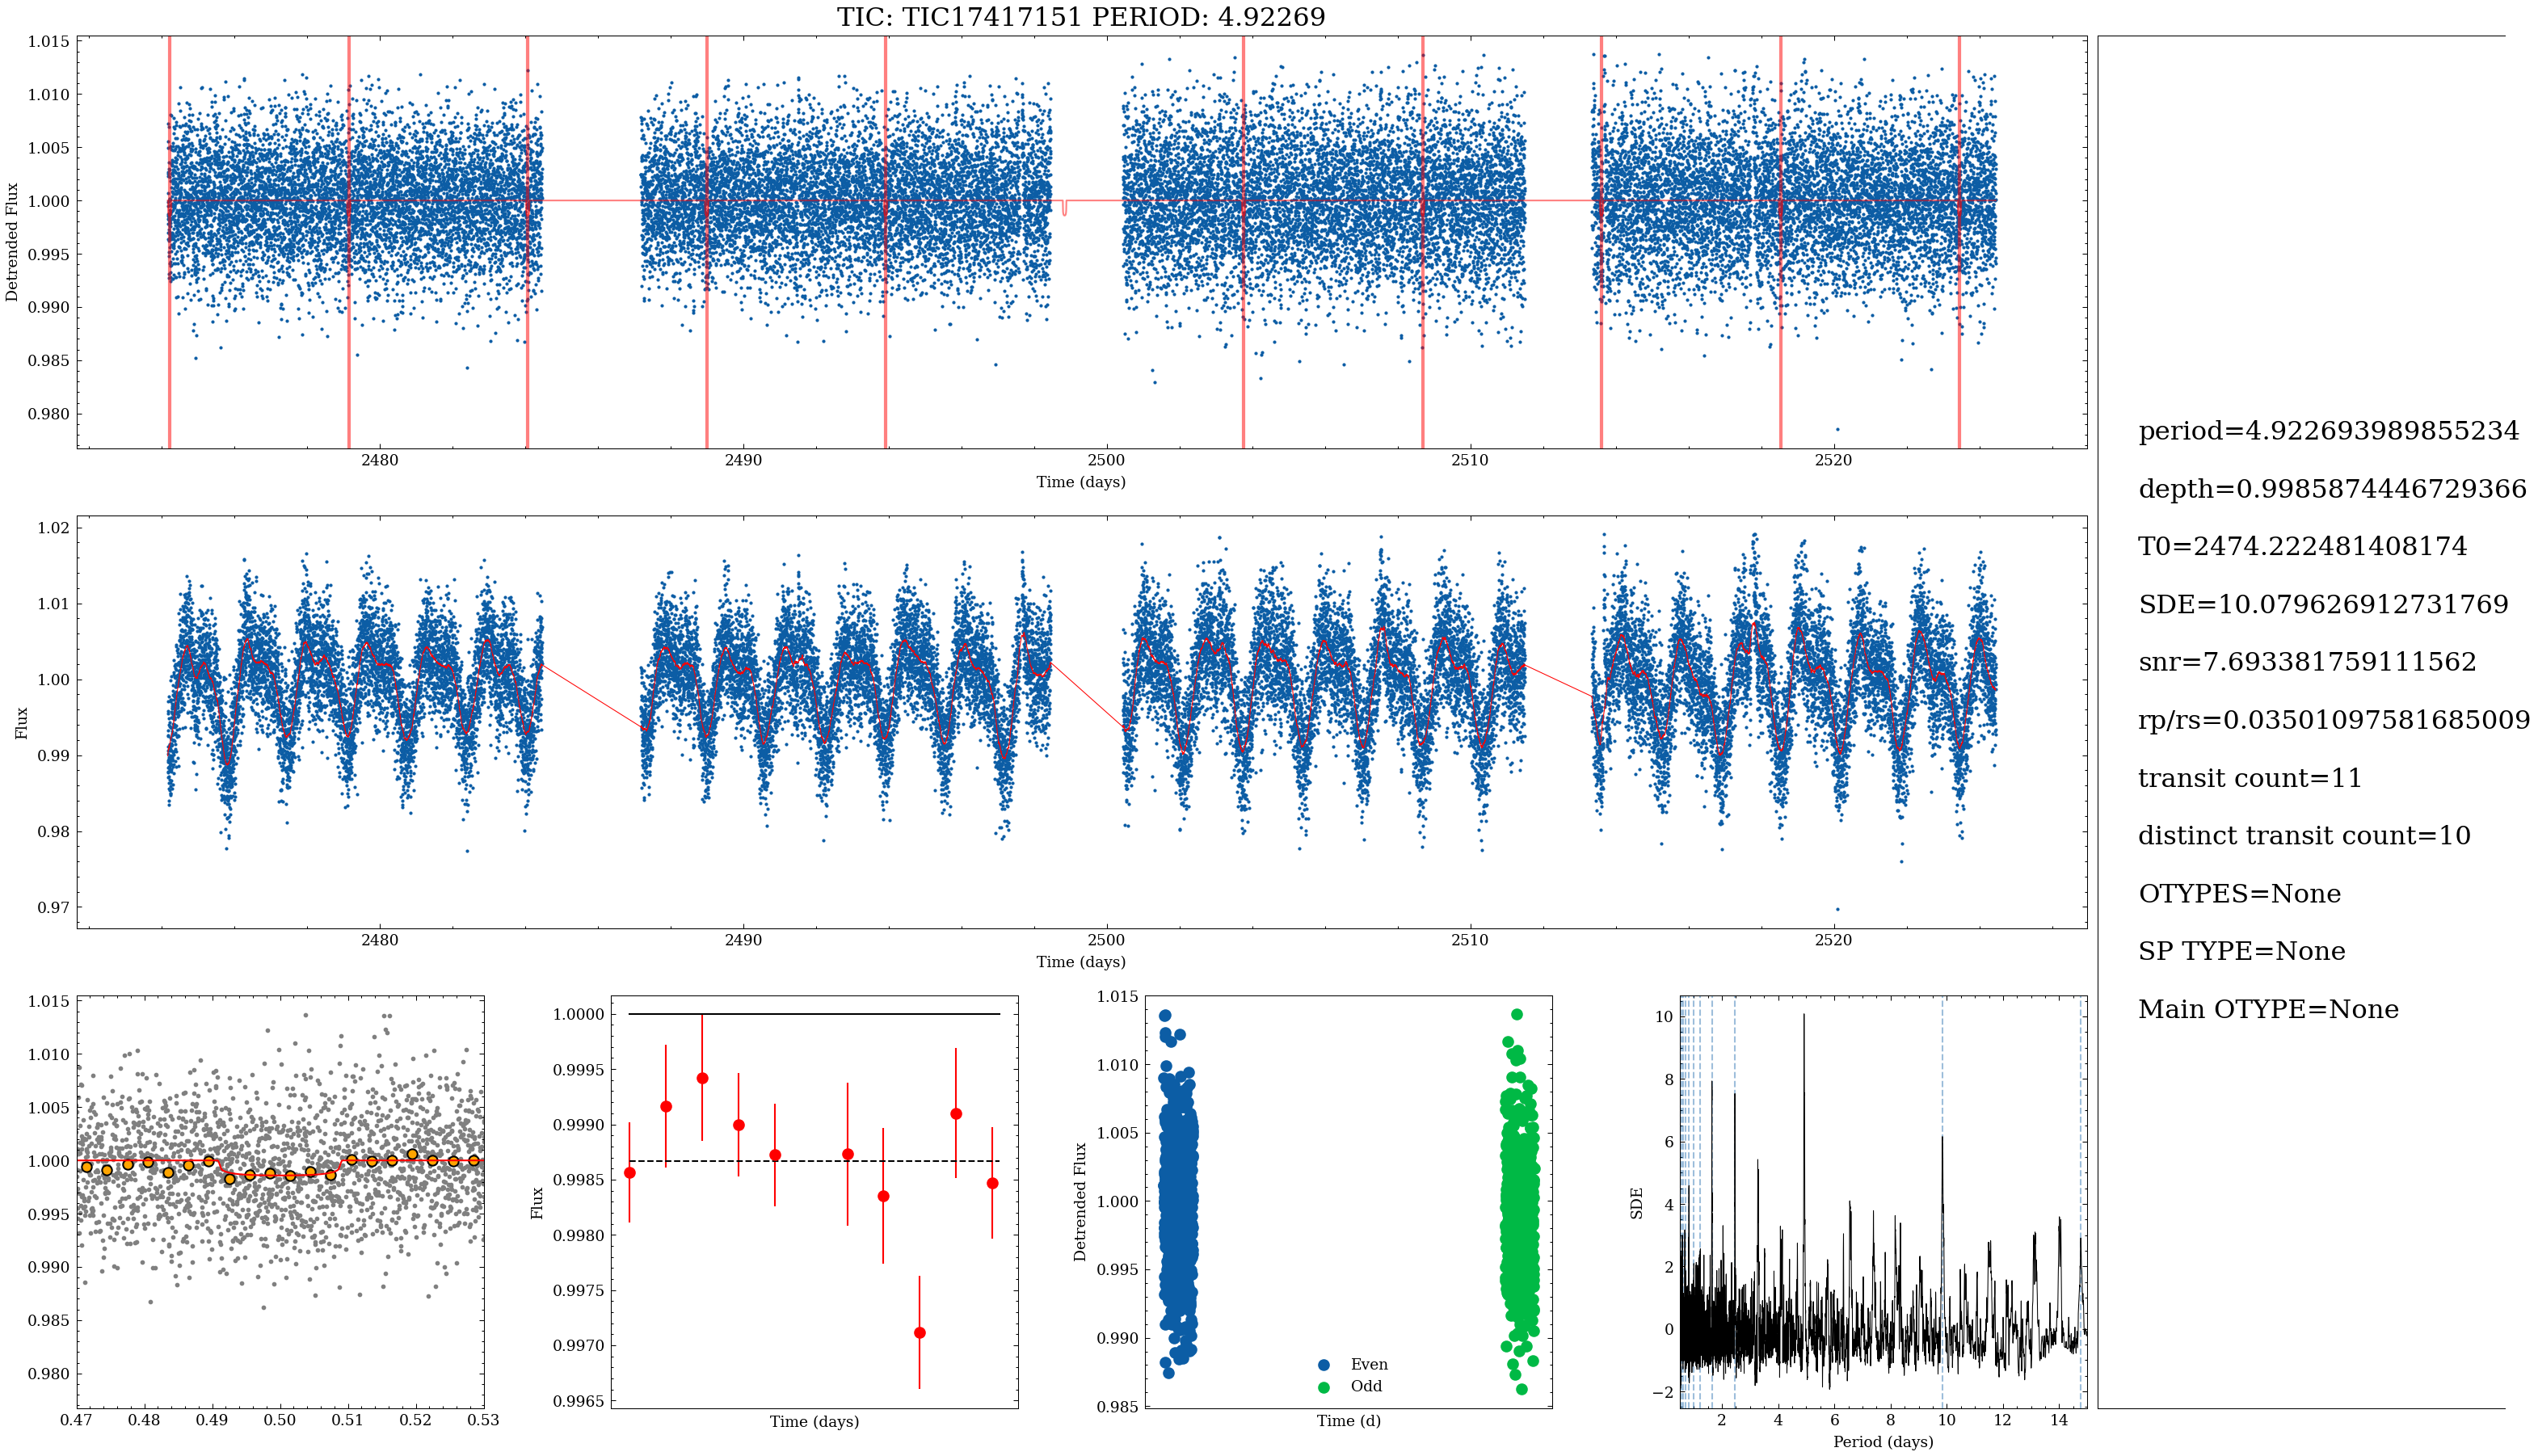 TIC: TIC17417151 PERIOD: 4.92269
1.015
1.010
1.005
1.000
0.995
0.990
0.985
0.980
Detrended Flux
2480
2490
2500
2510
2520
Time (days)
1.02
1.01
1.00
0.99
0.98
0.97
Flux
2480
2490
2500
2510
2520
Time (days)
period=4.922693989855234
depth=0.9985874446729366
T0=2474.222481408174
SDE=10.079626912731769
snr=7.693381759111562
rp/rs=0.03501097581685009
transit count=11
distinct transit count=10
OTYPES=None
SP TYPE=None
Main OTYPE=None
1.015
1.010
1.005
1.000
0.995
0.990
0.985
0.980
0.47
0.48
0.49
0.50
0.51
0.52
0.53
1.0000
0.9995
0.9990
0.9985
0.9980
0.9975
0.9970
0.9965
Flux
Time (days)
1.015
1.010
1.005
1.000
0.995
0.990
0.985
Detrended Flux
Even
Odd
Time (d)
10
8
6
4
2
0
−2
SDE
2
4
6
8
10
12
14
Period (days)